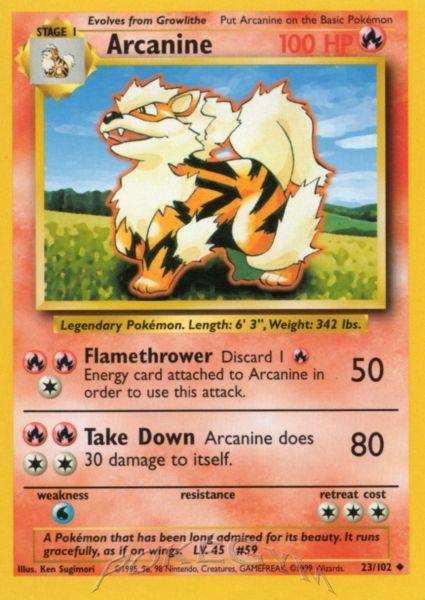 Evolves from Growlithe Put Arcanine on the Basic Pokémon
STAGE 1
Arcanine 100 HP
Legendary Pokémon. Length: 6' 3", Weight: 342 lbs.
Flamethrower Discard 1
Energy card attached to Arcanine in
order to use this attack.
50
Take Down Arcanine does
30 damage to itself.
80
weakness resistance retreat cost
A Pokémon that has been long admired for its beauty. It runs
gracefully, as if on wings. LV. 45 #59
Illus. Ken Sugimori ©1995, 96, 98 Nintendo, Creatures, GAMEFREAK. ©1999 Wizards. 23/102